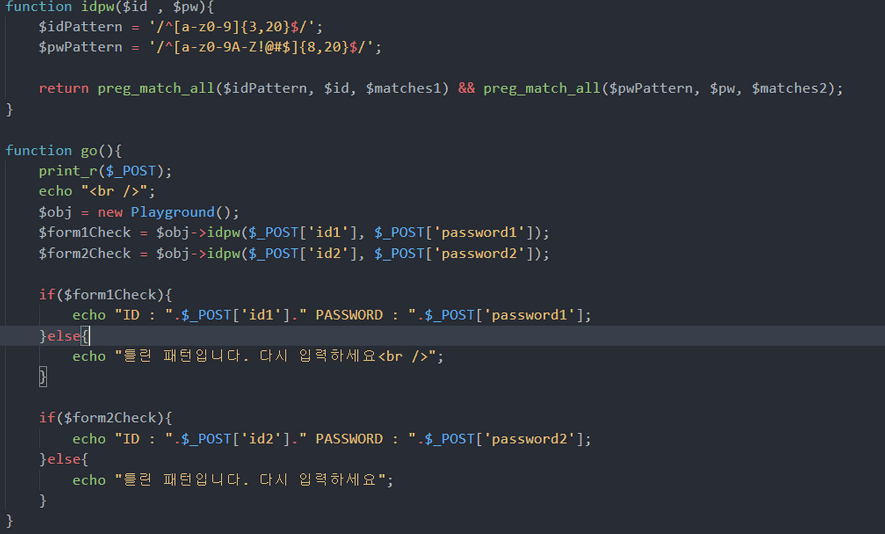 function idpw($id , $pw){
    $idPattern = '/^[a-z0-9]{3,20}$/';
    $pwPattern = '/^[a-z0-9A-Z!@#$]{8,20}$/';

    return preg_match_all($idPattern, $id, $matches1) && preg_match_all($pwPattern, $pw, $matches2);
}

function go(){
    print_r($_POST);
    echo "<br />";
    $obj = new Playground();
    $form1Check = $obj->idpw($_POST['id1'], $_POST['password1']);
    $form2Check = $obj->idpw($_POST['id2'], $_POST['password2']);

    if($form1Check){
        echo "ID : ".$_POST['id1']." PASSWORD : ".$_POST['password1'];
    }else{
        echo "틀린 패턴입니다. 다시 입력하세요<br />";
    }

    if($form2Check){
        echo "ID : ".$_POST['id2']." PASSWORD : ".$_POST['password2'];
    }else{
        echo "틀린 패턴입니다. 다시 입력하세요";
    }
}